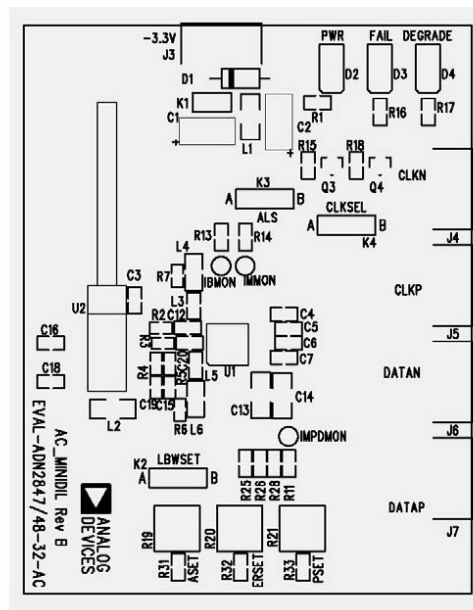 -3.3V
J3
PWR FAIL DEGRADE
D1
D2 D3 D4
K1
R1
R16 R17
C1
C2
L1
R15 R18
Q3 Q4
CLKN
K3
A B
ALS
CLKSEL
A B
K4
J4
R13 R14
L4
R7
IBMON IMMON
CLKP
C3
U2
L3
C4
R2 C12
C5
C16
C6
J5
C7
U1
R4
R5 C20
L5
DATAN
C18
C19 C15
C13 C14
L2
R6 L6
IMPDMON
J6
K2 LBWSET
A B
R25 R26 R28 R11
AC_MINIDIL Rev B
EVAL-ADN2847/48-32-AC
ANALOG
DEVICES
DATAP
R19 R20 R21
J7
R31 ASET R32 ERSET R33 PSET